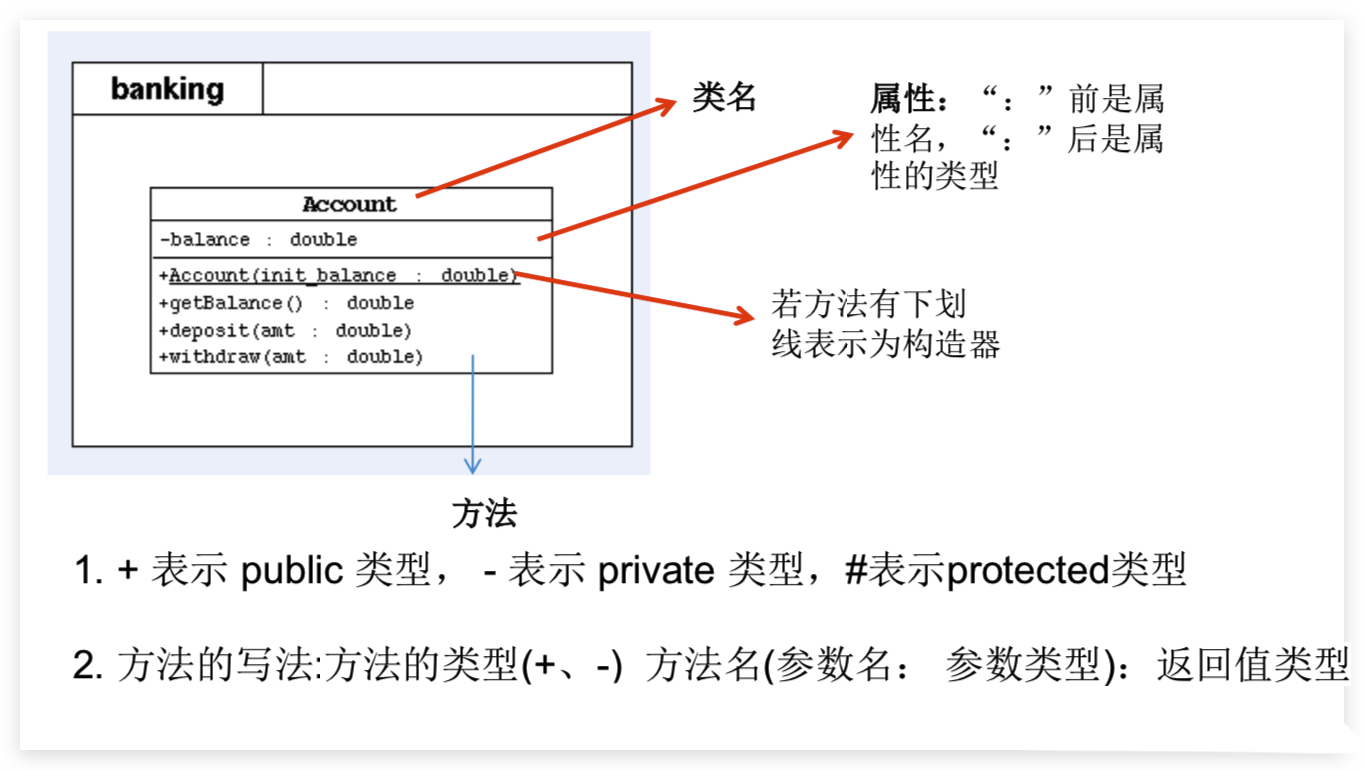 banking
类名
属性：“：”前是属
性名，“：”后是属
性的类型
Account
-balance : double
+Account(init_balance : double)
+getBalance() : double
+deposit(amt : double)
+withdraw(amt : double)
若方法有下划
线表示为构造器
方法
1. + 表示 public 类型， - 表示 private 类型，#表示protected类型
2. 方法的写法:方法的类型(+、-) 方法名(参数名： 参数类型)：返回值类型